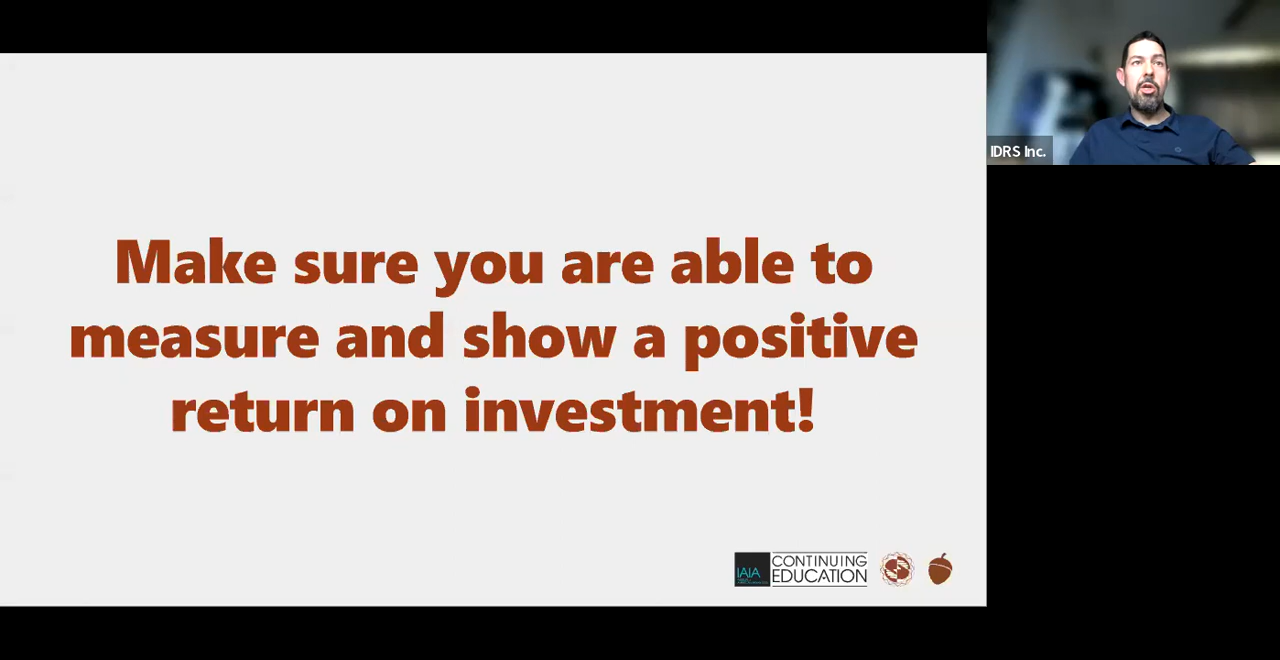 IDRS Inc.
Make sure you are able to
measure and show a positive
return on investment!
IAIA
CONTINUING
EDUCATION